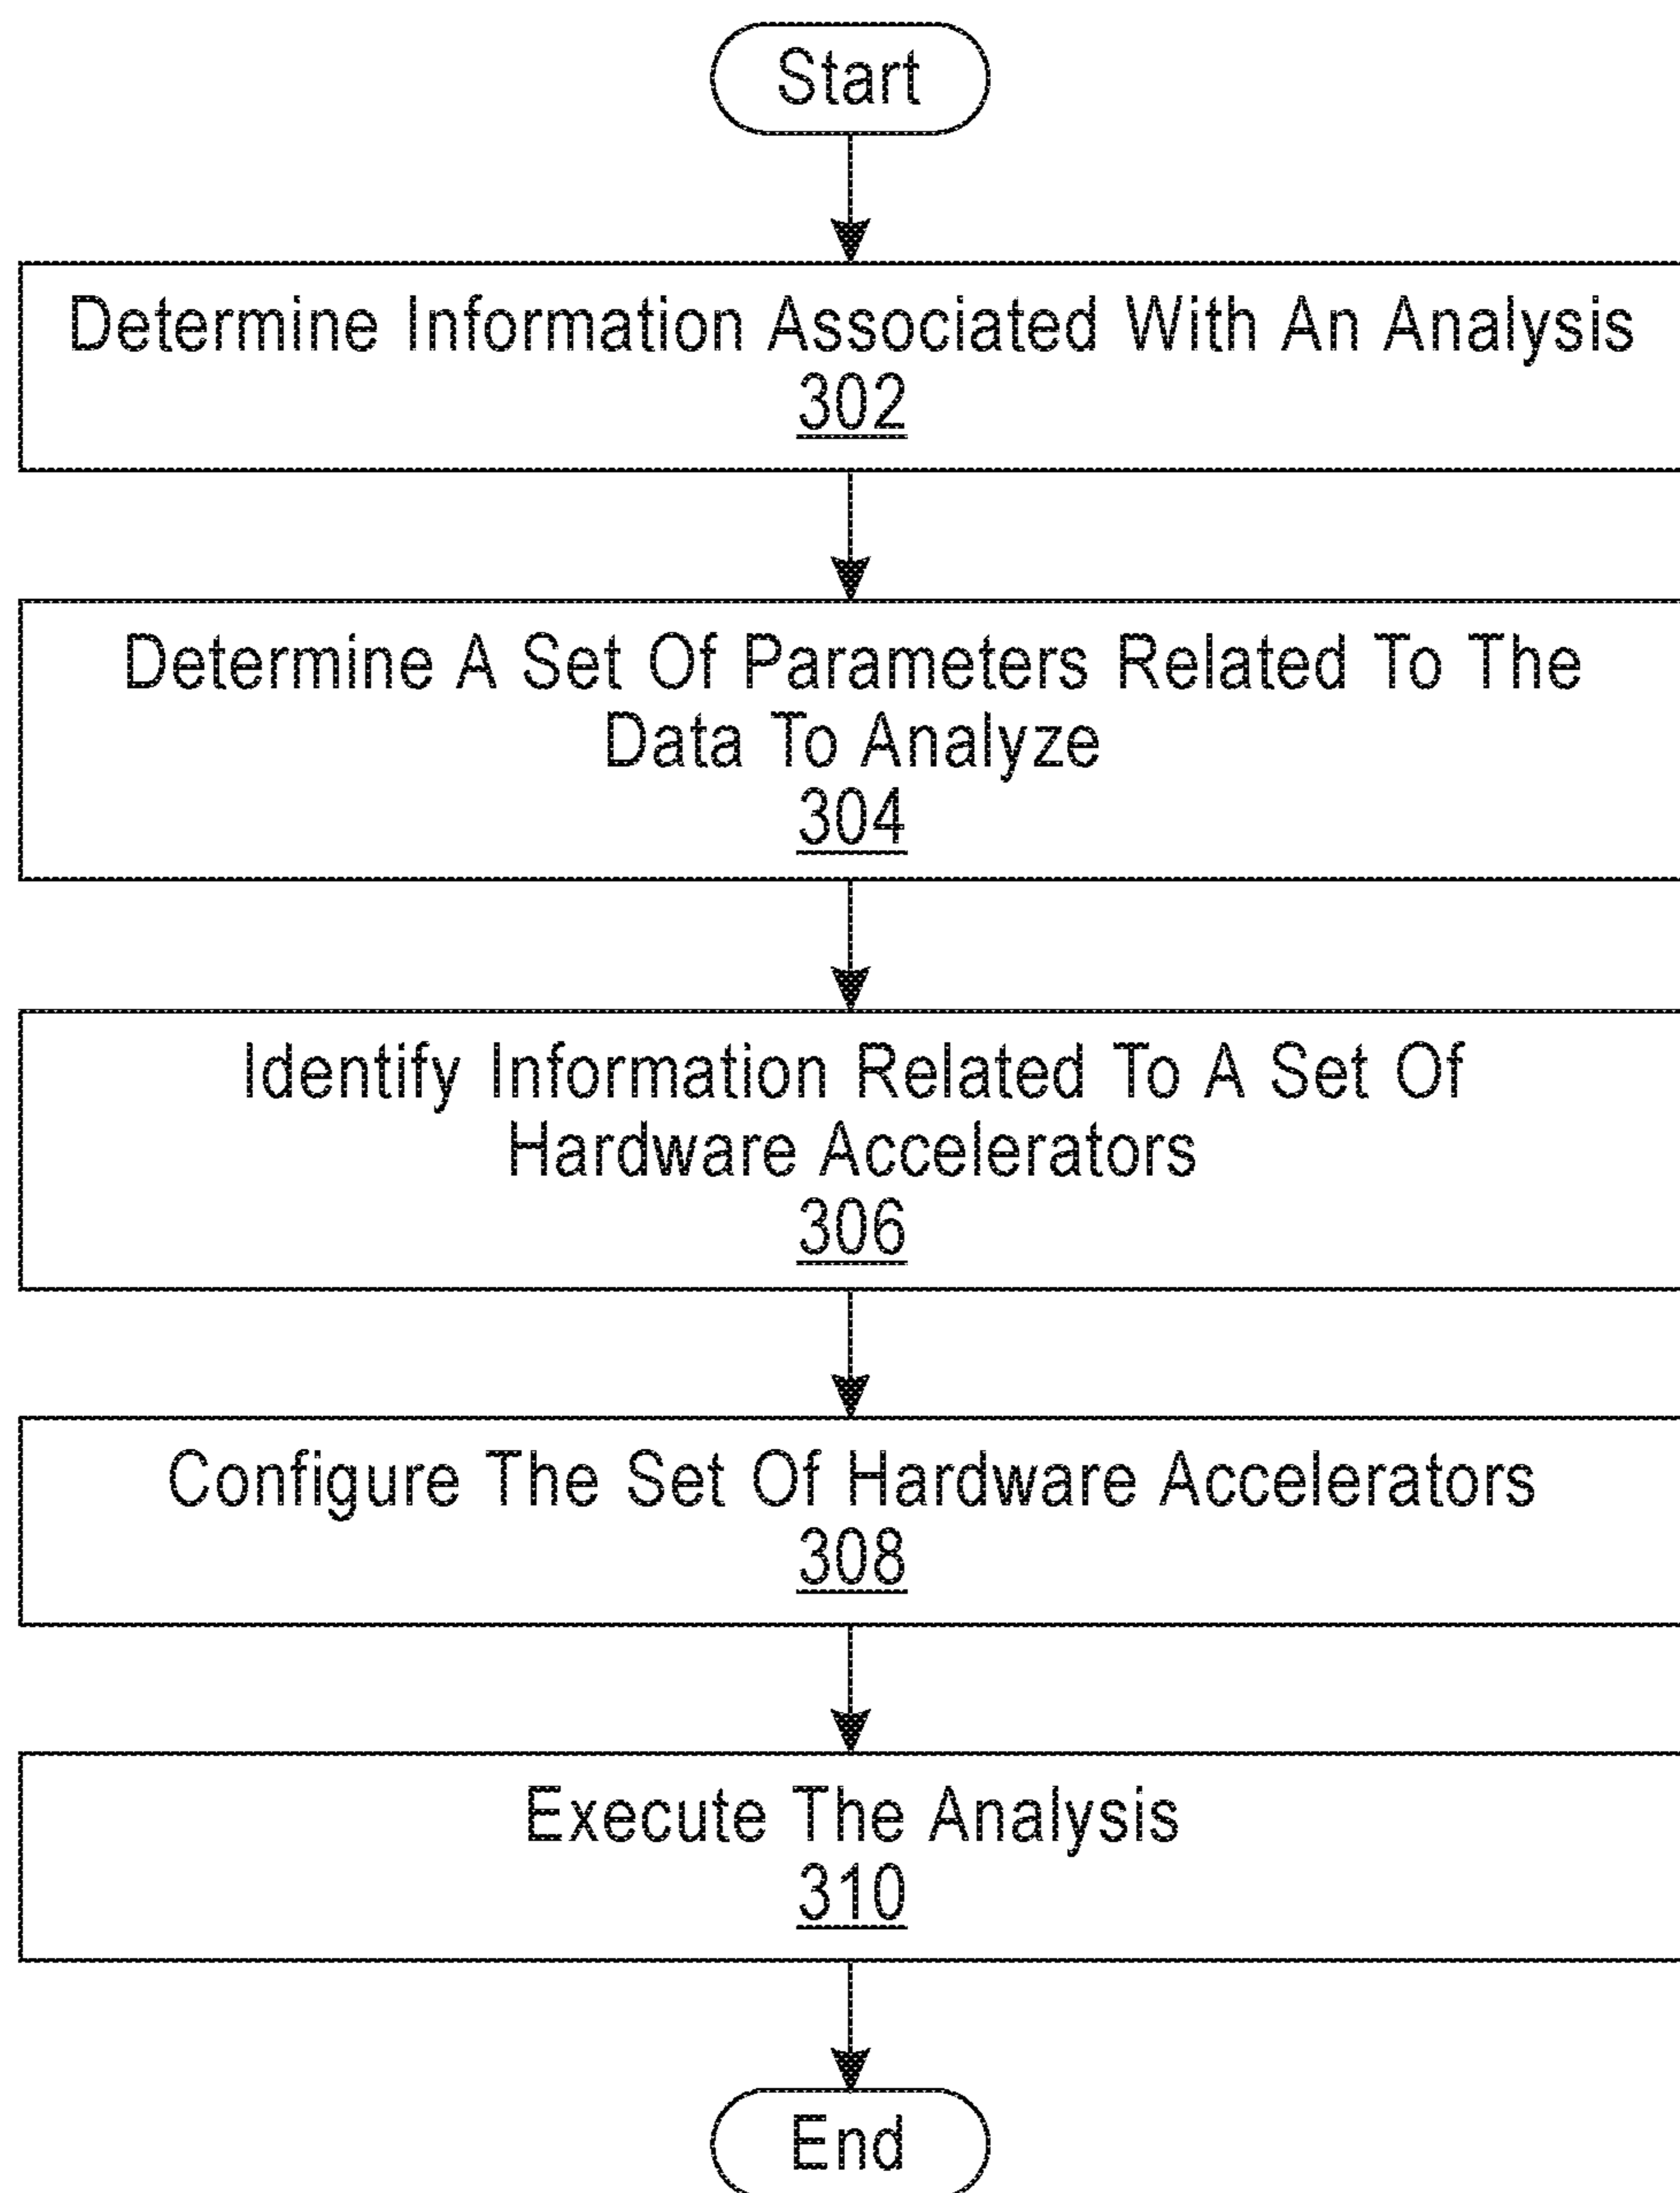 Start
Determine Information Associated With An Analysis
302
Determine A Set Of Parameters Related To The
Data To Analyze
304
Identify Information Related To A Set Of
Hardware Accelerators
306
Configure The Set Of Hardware Accelerators
308
Execute The Analysis
310
End